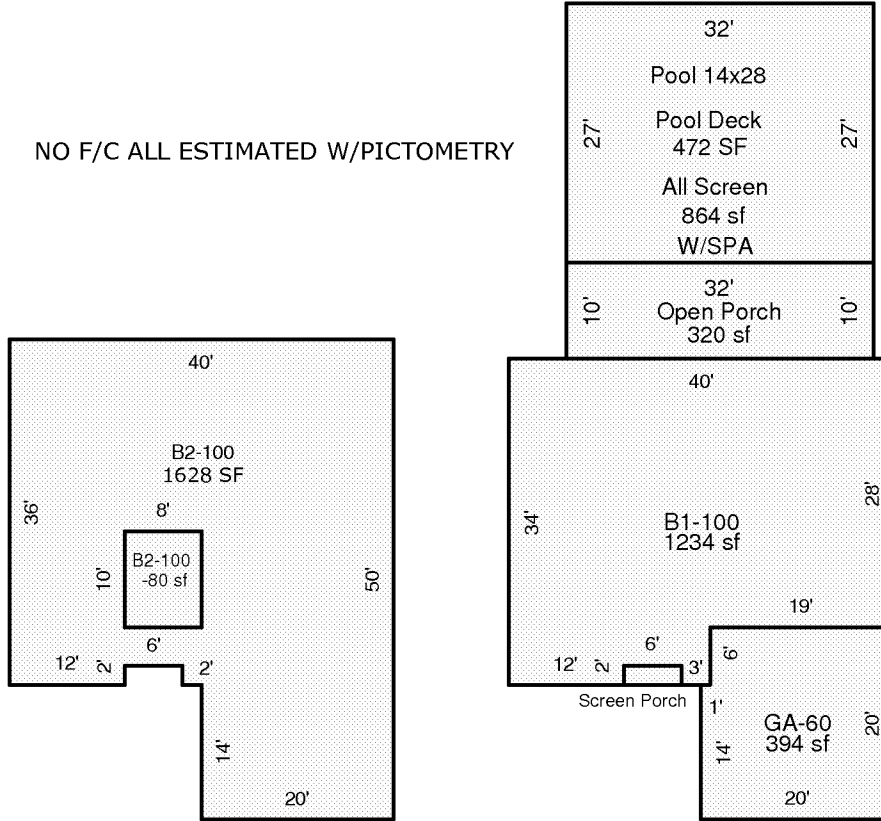 NO F/C ALL ESTIMATED W/PICTOMETRY
32'
Pool 14x28
27'
Pool Deck
27'
472 SF
All Screen
864 sf
W/SPA
10'
32'
10'
Open Porch
320 sf
40'
B2-100
1628 SF
36'
8'
10'
B2-100
-80 sf
50'
6'
12'
2'
2'
14'
20'
40'
28'
34'
B1-100
1234 sf
19'
6'
6'
12'
2'
3'
Screen Porch
1'
GA-60
394 sf
20'
14'
20'